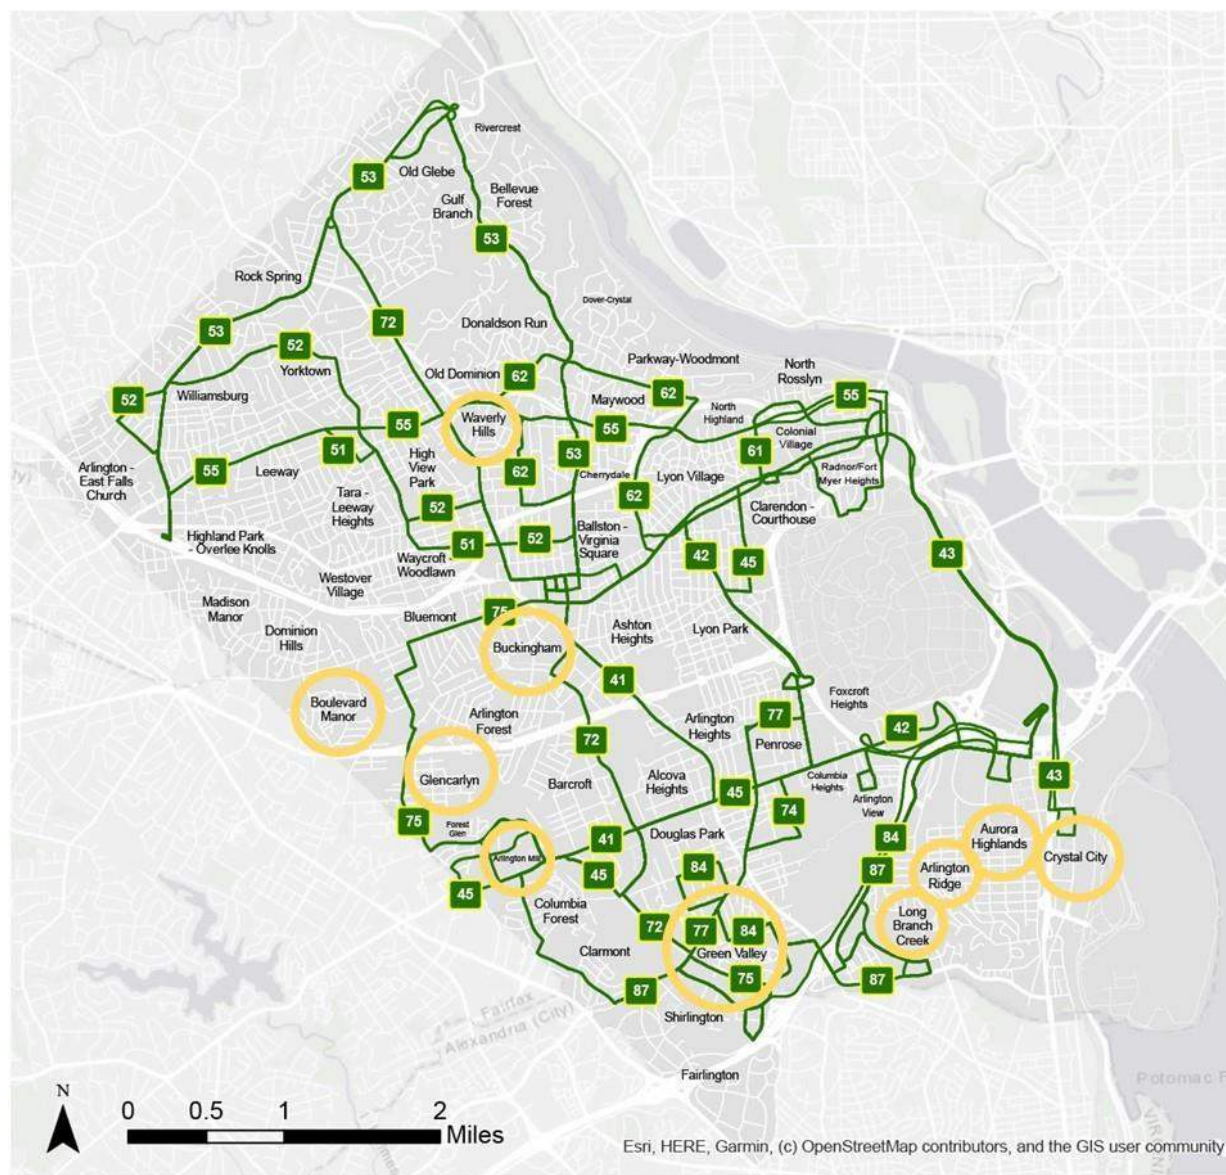 Rivercrest
53
Old Glebe
Bellevue
Forest
Gulf
Branch
53
Rock Spring
Dover-Crystal
53
72
Donaldson Run
52
Yorktown
Parkway-Woodmont
North
Rosslyn
Old Dominion
62
52
Williamsburg
62
55
Maywood
North
Highland
Waverly
Hills
55
55
Colonial
Village
51
High
View
Park
53
61
Arlington -
East Falls
Church
55
Leeway
62
Cherrydale
Lyon Village
Radnor/Fort
Myer Heights
Tara -
Leeway
Heights
52
62
Clarendon -
Courthouse
Highland Park
- Overlee Knolls
51
52
Ballston -
Virginia
Square
42
45
43
Waycroft -
Woodlawn
Westover
Village
Madison
Manor
Bluemont
75
Dominion
Hills
Buckingham
Ashton
Heights
Lyon Park
41
Boulevard
Manor
Arlington
Forest
Foxcroft
Heights
72
Arlington
Heights
77
Penrose
42
Glencarlyn
Barcroft
Alcova
Heights
45
Columbia
Heights
43
74
Arlington
View
75
Forest
Glen
41
Douglas Park
84
Aurora
Highlands
Arlington Mill
Crystal City
45
45
84
87
Arlington
Ridge
Columbia
Forest
72
77
84
Long
Branch
Creek
Clarmont
Green Valley
87
75
87
Shirlington
Fairfax
Alexandria (City)
Fairlington
Potomac
N
0 0.5 1 2
Miles
Esri, HERE, Garmin, (c) OpenStreetMap contributors, and the GIS user community